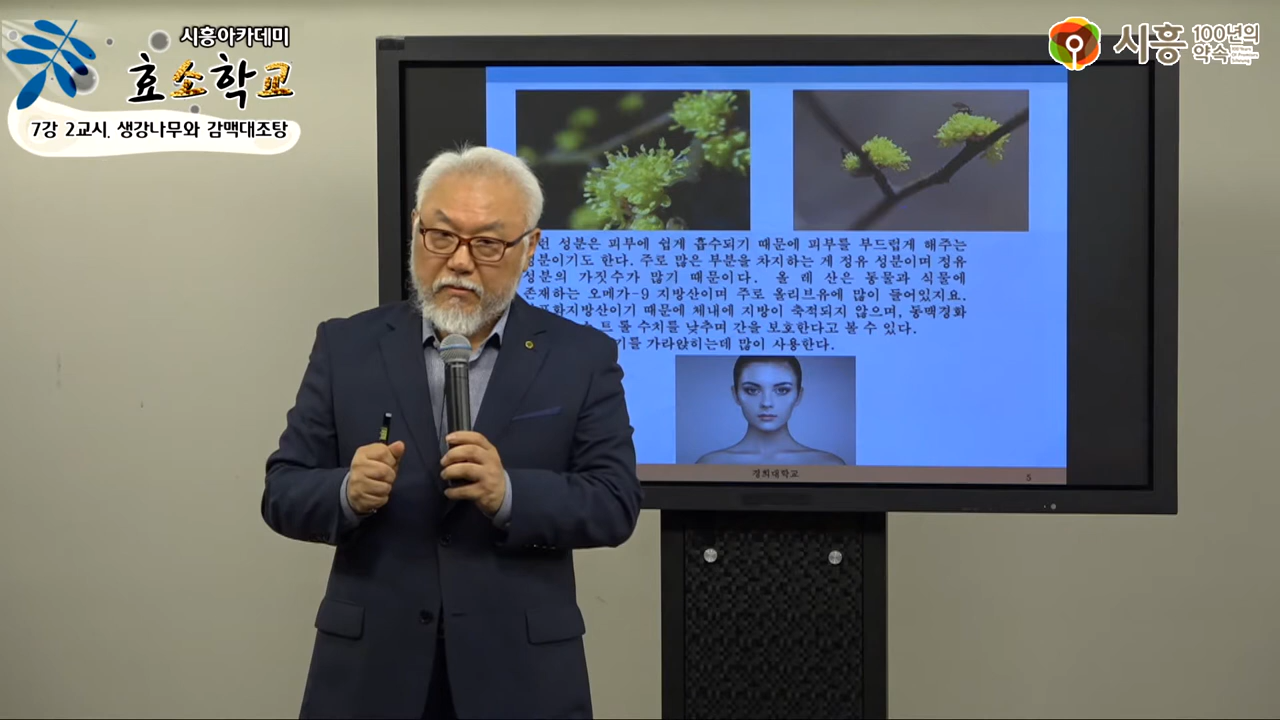 시흥아카데미
효소학교
7강 2교시. 생강나무와 감맥대조탕
시흥 100년의
약속
런 성분은 피부에 쉽게 흡수되기 때문에 피부를 부드럽게 해주는
성분이기도 한다. 주로 많은 부분을 차지하는 게 정유 성분이며 정유
성분의 가짓수가 많기 때문이다. 올 레 산은 동물과 식물에
존재하는 오메가-9 지방산이며 주로 올리브유에 많이 들어있지요.
포화지방산이기 때문에 체내에 지방이 축적되지 않으며, 동맥경화
트 롤 수치를 낮추며 간을 보호한다고 볼 수 있다.
기를 가라앉히는데 많이 사용한다.
경희대학교 5